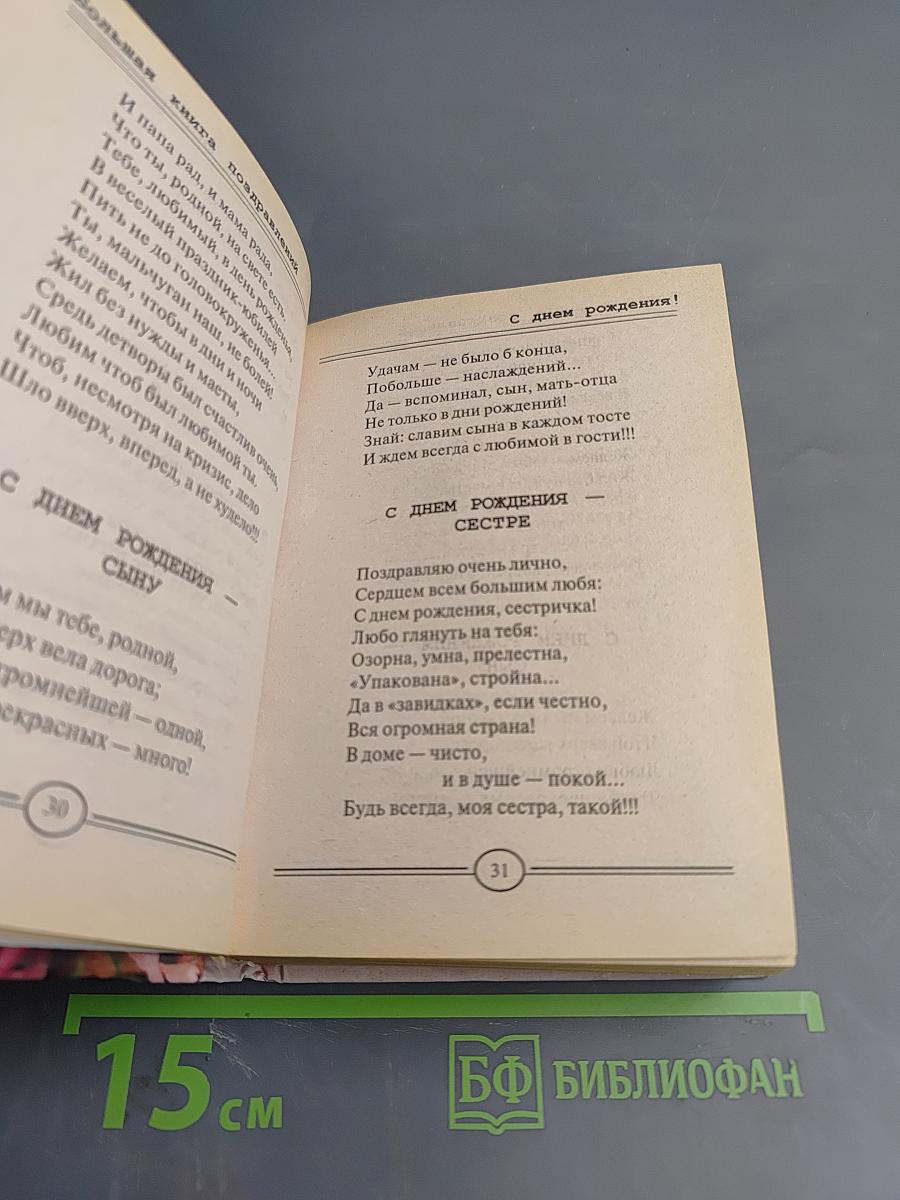 Большая книга поздравлений
И папа рад, и мама рада,
Что ты, родной, на свете есть.
Тебе, любимый, в день рожденья,
В веселый праздник-юбилей
Пить не до головокруженья...
Ты, мальчуган наш, не болей!
Желаем, чтобы в дни и ночи
Жил без нужды и масты,
Средь детворы был счастлив очень,
Любим чтоб был любимой ты.
Чтоб, несмотря на кризис, дело
Шло вверх, вперед, а не худело!!!
С ДНЕМ РОЖДЕНИЯ —
СЫНУ
м мы тебе, родной,
верх вела дорога;
громнейшей — одной,
екрасных — много!
30
С днем рождения!
Удачам — не было б конца,
Побольше — наслаждений...
Да — вспоминал, сын, мать-отца
Не только в дни рождений!
Знай: славим сына в каждом тосте
И ждем всегда с любимой в гости!!!
С ДНЕМ РОЖДЕНИЯ —
СЕСТРЕ
Поздравляю очень лично,
Сердцем всем большим любя:
С днем рождения, сестричка!
Любо глянуть на тебя:
Озорна, умна, прелестна,
«Упакована», стройна...
Да в «завидках», если честно,
Вся огромная страна!
В доме — чисто,
и в душе — покой...
Будь всегда, моя сестра, такой!!!
31
15 см
БФ БИБЛИОФАН